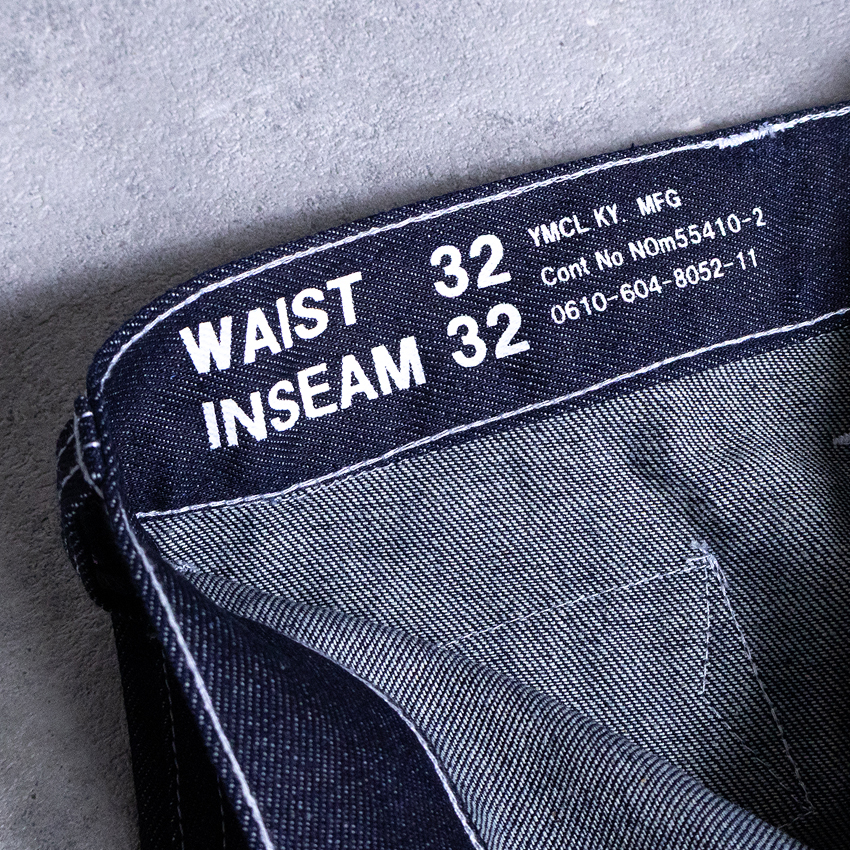 WAIST 32
INSEAM 32
YMCL KY. MFG
Cont No NOm55410-2
0610-604-8052-11